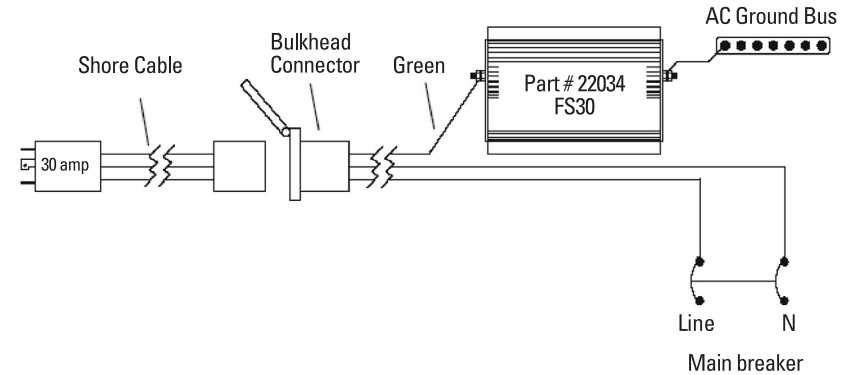 AC Ground Bus
Bulkhead
Connector
Shore Cable
Green
Part # 22034
FS30
30 amp
Line
N
Main breaker